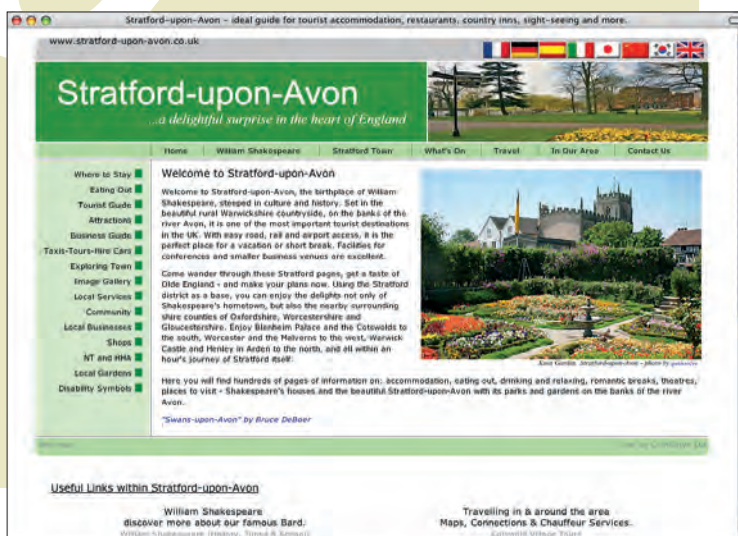 Stratford-upon-Avon – ideal guide for tourist accommodation, restaurants, country inns, sight-seeing and more.
www.stratford-upon-avon.co.uk
Stratford-upon-Avon
...a delightful surprise in the heart of England
Home William Shakespeare Stratford Town What's On Travel In Our Area Contact Us
Where to Stay
Eating Out
Tourist Guide
Attractions
Business Guide
Taxis-Tours-Hire Cars
Exploring Town
Image Gallery
Local Services
Community
Local Businesses
Shops
NT and HHA
Local Gardens
Disability Symbols
Welcome to Stratford-upon-Avon
Welcome to Stratford-upon-Avon, the birthplace of William
Shakespeare, steeped in culture and history. Set in the
beautiful rural Warwickshire countryside, on the banks of the
river Avon, it is one of the most important tourist destinations
in the UK. With easy road, rail and airport access, it is the
perfect place for a vacation or short break. Facilities for
conferences and smaller business venues are excellent.
Come wander through these Stratford pages, get a taste of
Olde England - and make your plans now. Using the Stratford
district as a base, you can enjoy the delights not only of
Shakespeare's hometown, but also the nearby surrounding
shire counties of Oxfordshire, Worcestershire and
Gloucestershire. Enjoy Blenheim Palace and the Cotswolds to
the south, Worcester and the Malverns to the west, Warwick
Castle and Henley in Arden to the north, and all within an
hour's journey of Stratford itself.
Knot Garden, Stratford-upon-Avon - photo by
Here you will find hundreds of pages of information on: accommodation, eating out, drinking and relaxing, romantic breaks, theatres,
places to visit - Shakespeare's houses and the beautiful Stratford-upon-Avon with its parks and gardens on the banks of the river
Avon.
"Swans-upon-Avon" by Bruce DeBoer
Useful Links within Stratford-upon-Avon
William Shakespeare
discover more about our famous Bard.
Travelling in & around the area
Maps, Connections & Chauffeur Services.